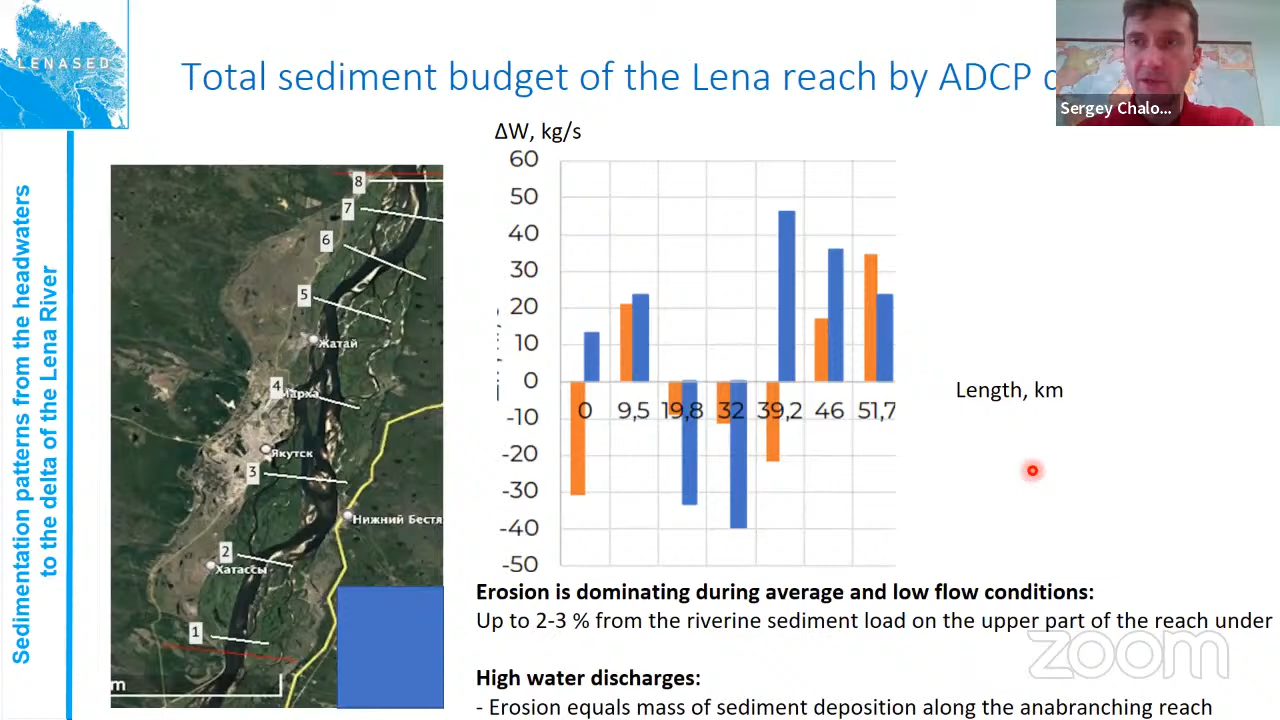 LENASED
Total sediment budget of the Lena reach by ADCP
Sergey Chalo...
Sedimentation patterns from the headwaters
to the delta of the Lena River
8
7
6
5
Жатай
4
Марха
Якутск
3
Нижний Бестя
2
Хатассы
1
m
ΔW, kg/s
60
50
40
30
20
10
0
-10
-20
-30
-40
-50
0 9,5 19,8 32 39,2 46 51,7
Length, km
Erosion is dominating during average and low flow conditions:
Up to 2-3 % from the riverine sediment load on the upper part of the reach under
High water discharges:
- Erosion equals mass of sediment deposition along the anabranching reach
zoom